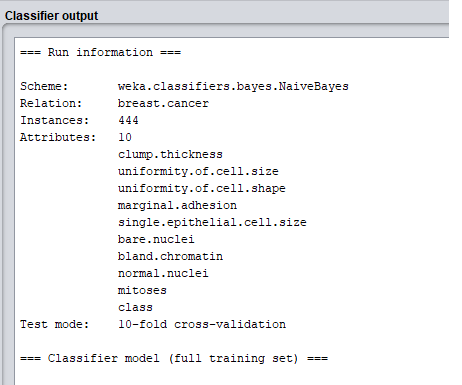 Classifier output
=== Run information ===
Scheme: weka.classifiers.bayes.NaiveBayes
Relation: breast.cancer
Instances: 444
Attributes: 10
clump.thickness
uniformity.of.cell.size
uniformity.of.cell.shape
marginal.adhesion
single.epithelial.cell.size
bare.nuclei
bland.chromatin
normal.nuclei
mitoses
class
Test mode: 10-fold cross-validation
=== Classifier model (full training set) ===